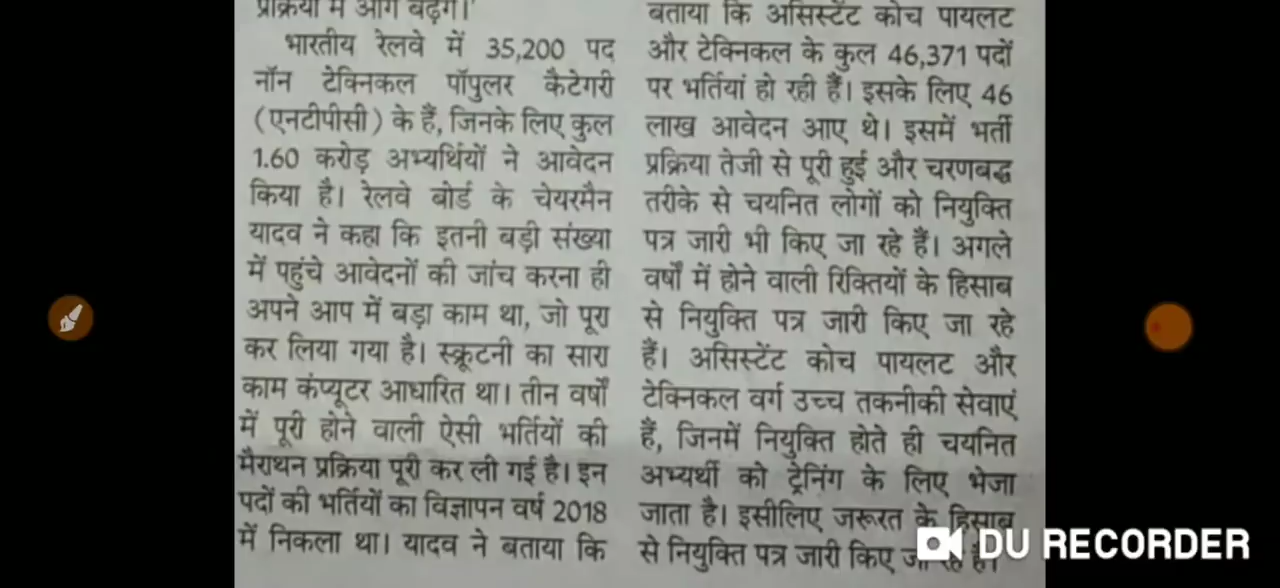 प्रक्रिया में आगे बढ़ेंगे।'
भारतीय रेलवे में 35,200 पद
नॉन टेक्निकल पॉपुलर कैटेगरी
(एनटीपीसी) के हैं, जिनके लिए कुल
1.60 करोड़ अभ्यर्थियों ने आवेदन
किया है। रेलवे बोर्ड के चेयरमैन
यादव ने कहा कि इतनी बड़ी संख्या
में पहुंचे आवेदनों की जांच करना ही
अपने आप में बड़ा काम था, जो पूरा
कर लिया गया है। स्क्रूटनी का सारा
काम कंप्यूटर आधारित था। तीन वर्षों
में पूरी होने वाली ऐसी भर्तियों की
मैराथन प्रक्रिया पूरी कर ली गई है। इन
पदों की भर्तियों का विज्ञापन वर्ष 2018
में निकला था। यादव ने बताया कि
बताया कि असिस्टेंट कोच पायलट
और टेक्निकल के कुल 46,371 पदों
पर भर्तियां हो रही हैं। इसके लिए 46
लाख आवेदन आए थे। इसमें भर्ती
प्रक्रिया तेजी से पूरी हुई और चरणबद्ध
तरीके से चयनित लोगों को नियुक्ति
पत्र जारी भी किए जा रहे हैं। अगले
वर्षों में होने वाली रिक्तियों के हिसाब
से नियुक्ति पत्र जारी किए जा रहे
हैं। असिस्टेंट कोच पायलट और
टेक्निकल वर्ग उच्च तकनीकी सेवाएं
हैं, जिनमें नियुक्ति होते ही चयनित
अभ्यर्थी को ट्रेनिंग के लिए भेजा
जाता है। इसीलिए जरूरत के हिसाब
से नियुक्ति पत्र जारी किए जा रहे हैं।
DU RECORDER